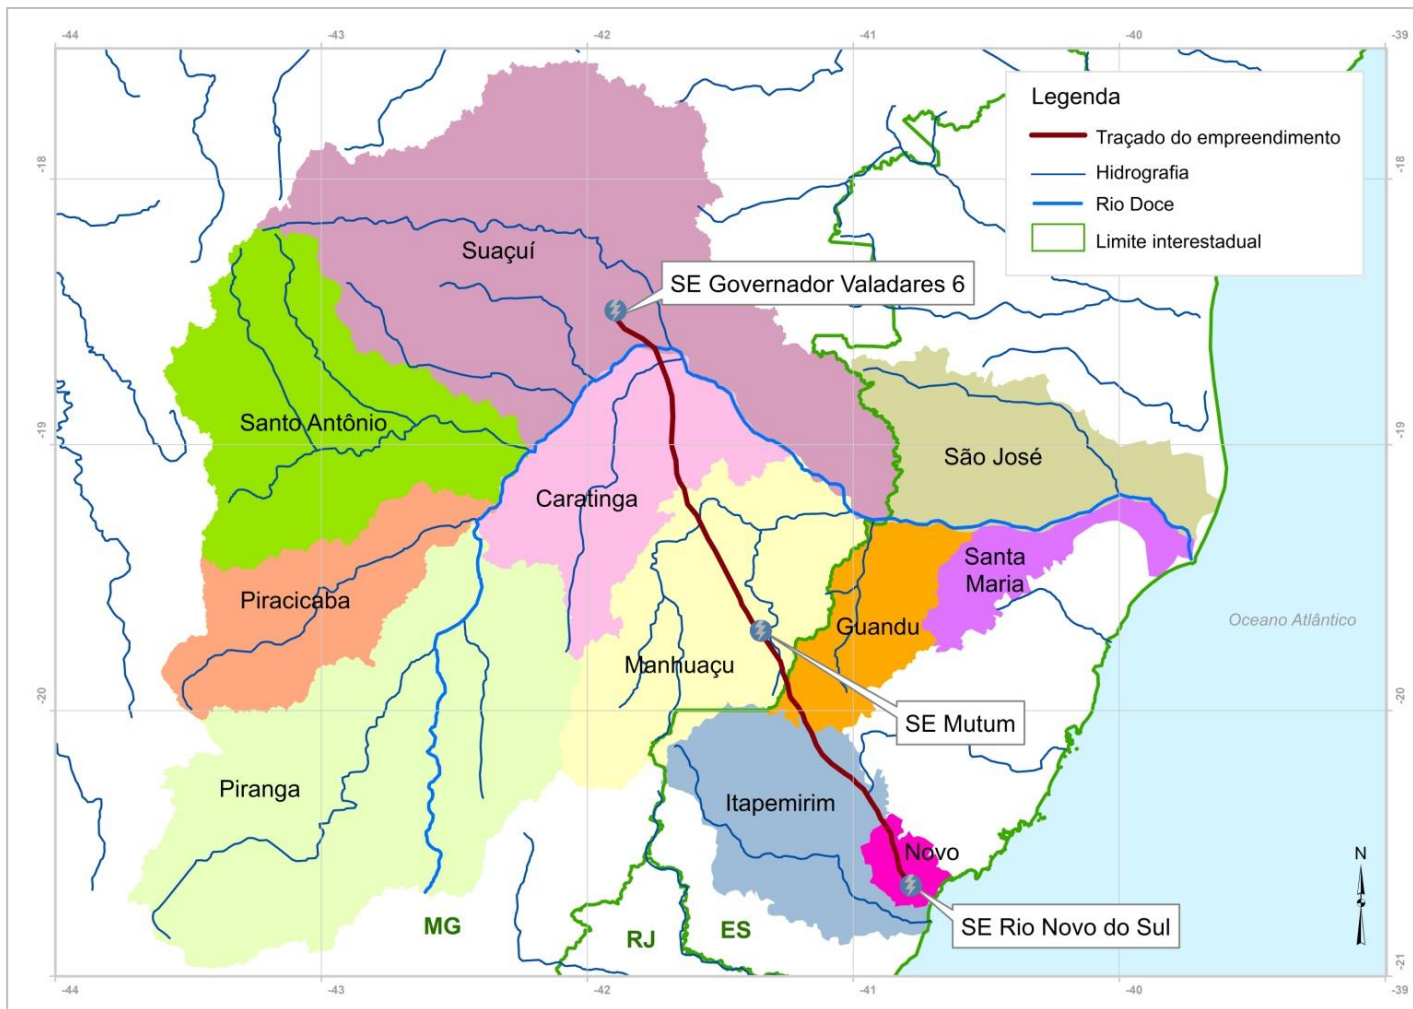 -44
-43
-42
-41
-40
-39
Legenda
Traçado do empreendimento
Hidrografia
Rio Doce
Limite interestadual
-18
-18
Suaçuí
SE Governador Valadares 6
Santo Antônio
-19
-19
São José
Caratinga
Santa
Maria
Piracicaba
Guandu
Oceano Atlântico
Manhuaçu
-20
-20
SE Mutum
Piranga
Itapemirim
Novo
N
MG
RJ
ES
SE Rio Novo do Sul
-21
-44
-43
-42
-41
-40
-39